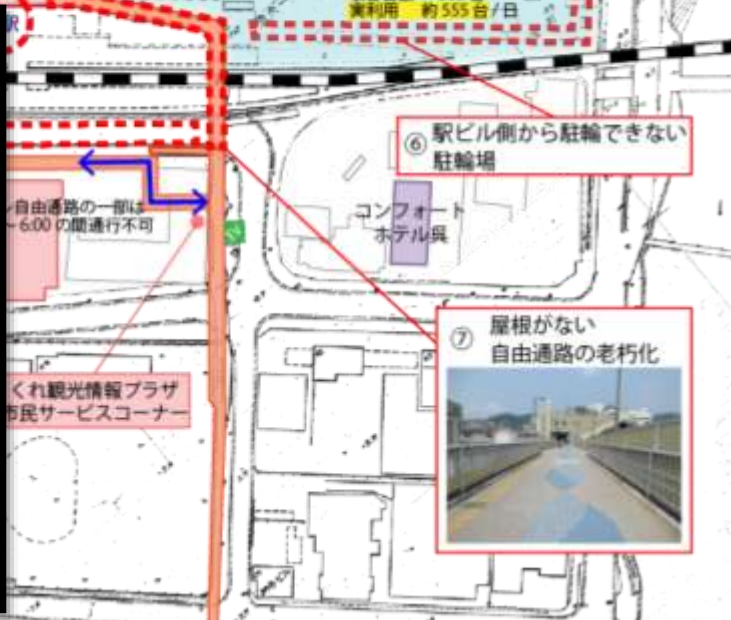 駅
実利用 約555台/日
⑥ 駅ビル側から駐輪できない
駐輪場
自由通路の一部は
～6:00 の間通行不可
コンフォート
ホテル呉
⑦ 屋根がない
自由通路の老朽化
くれ観光情報プラザ
市民サービスコーナー